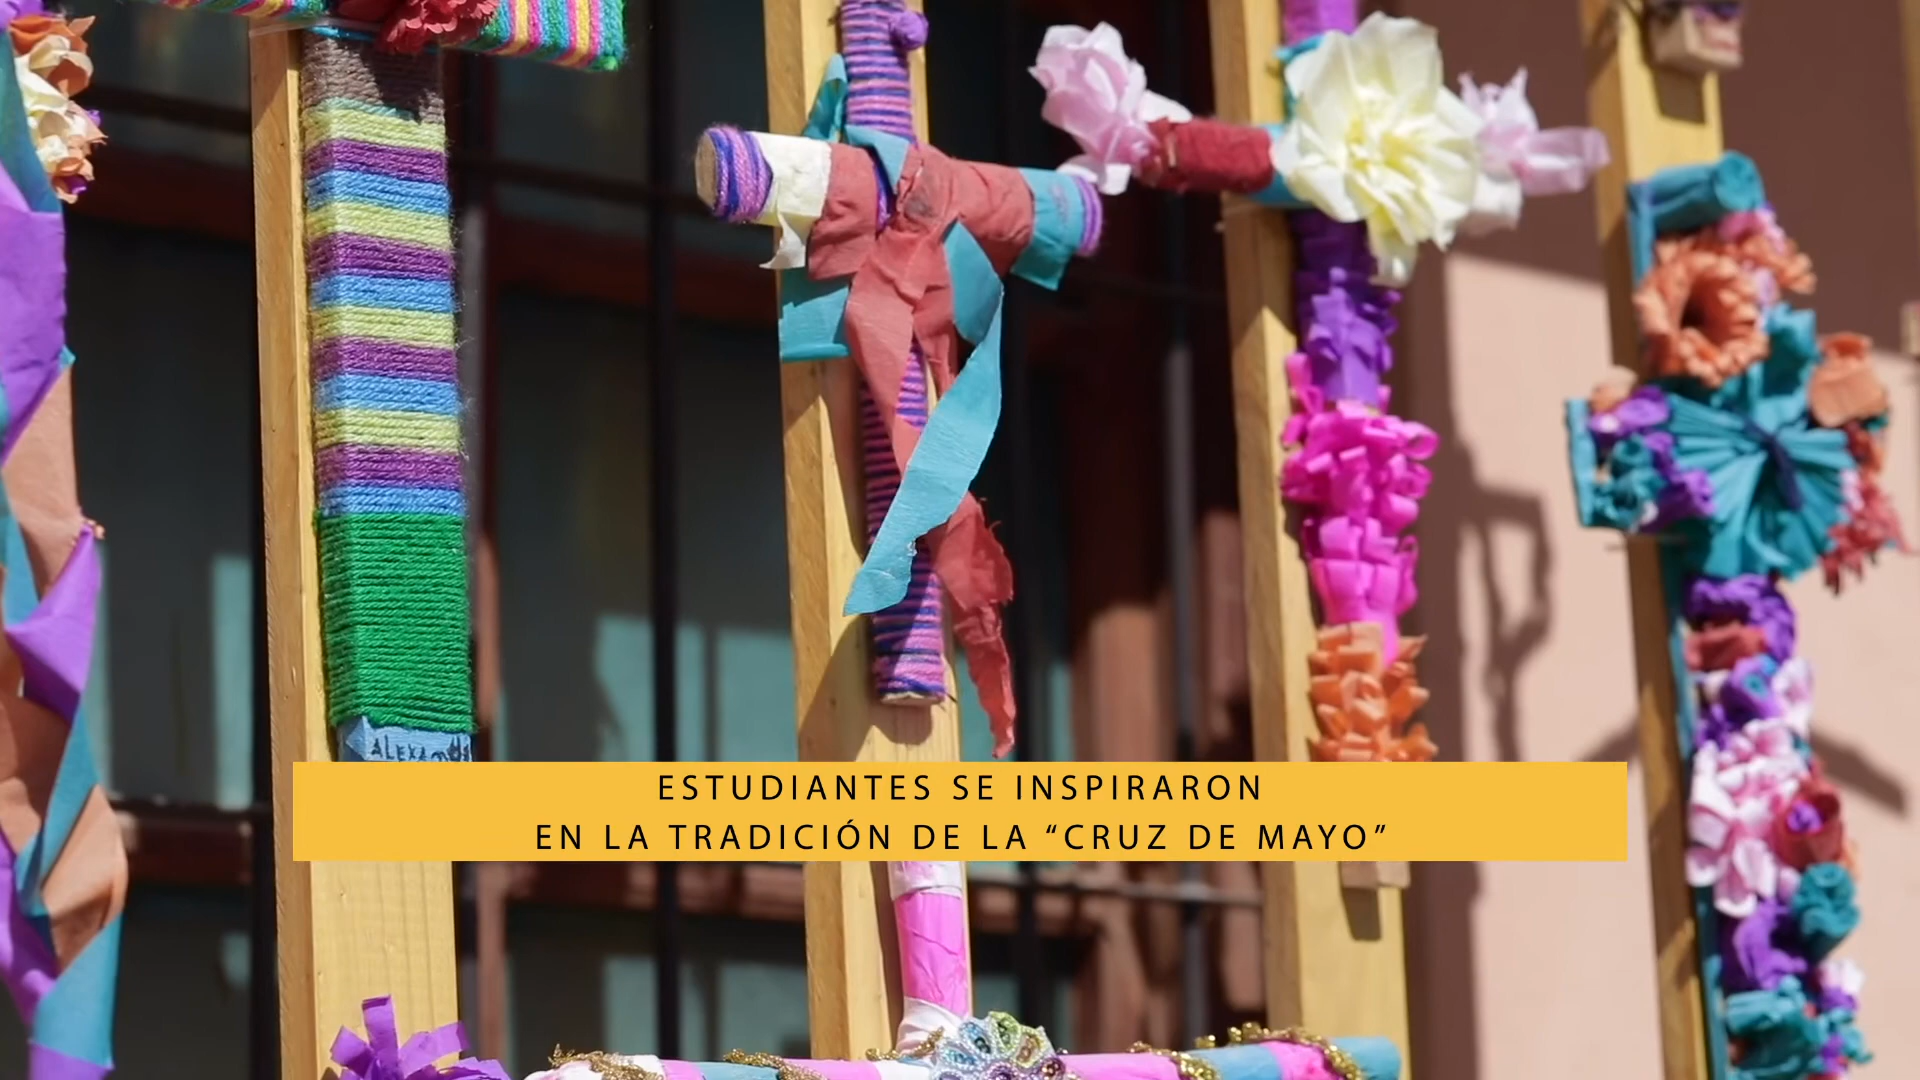 ESTUDIANTES SE INSPIRARON
EN LA TRADICIÓN DE LA “CRUZ DE MAYO”